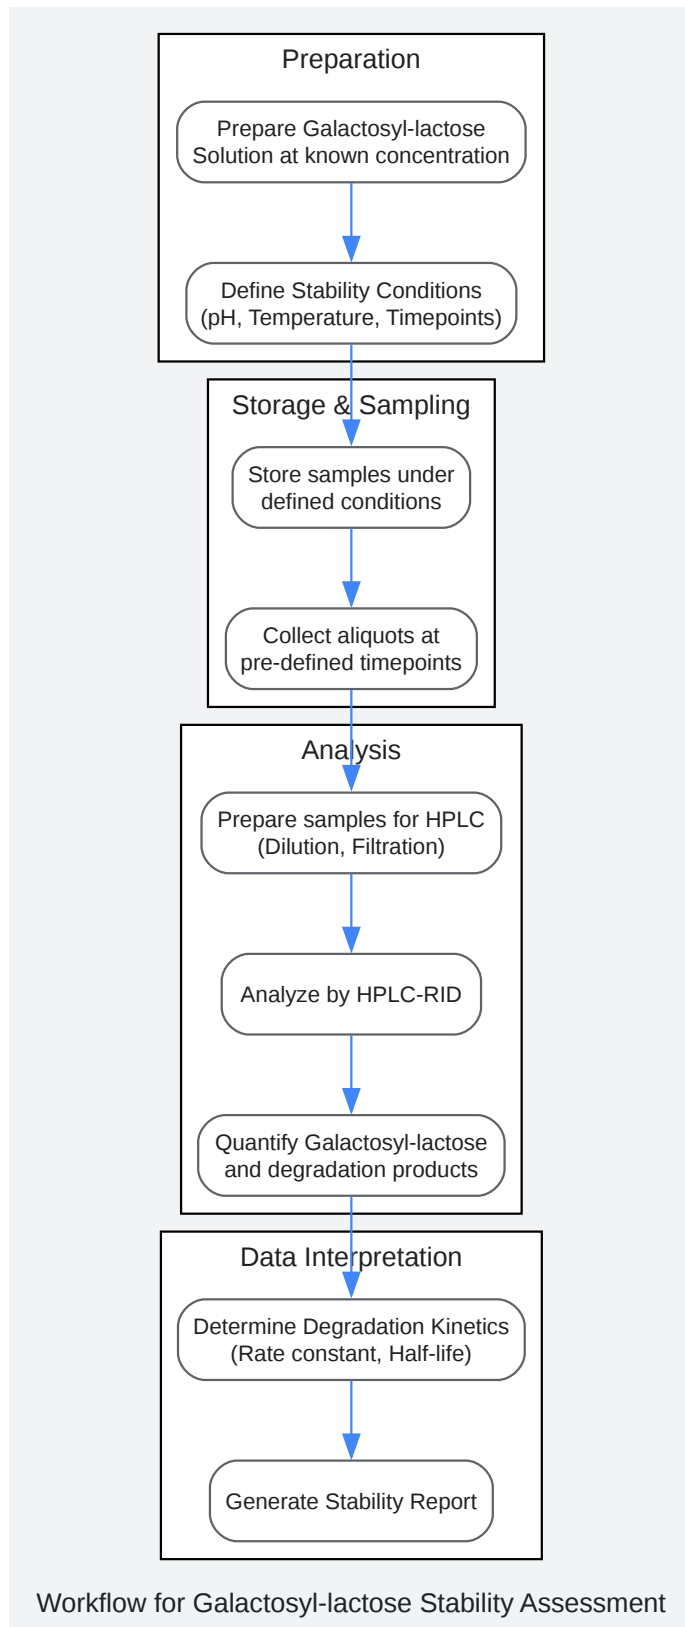 Preparation
Prepare Galactosyl-lactose
Solution at known concentration
Define Stability Conditions
(pH, Temperature, Timepoints)
Storage & Sampling
Store samples under
defined conditions
Collect aliquots at
pre-defined timepoints
Analysis
Prepare samples for HPLC
(Dilution, Filtration)
Analyze by HPLC-RID
Quantify Galactosyl-lactose
and degradation products
Data Interpretation
Determine Degradation Kinetics
(Rate constant, Half-life)
Generate Stability Report
Workflow for Galactosyl-lactose Stability Assessment